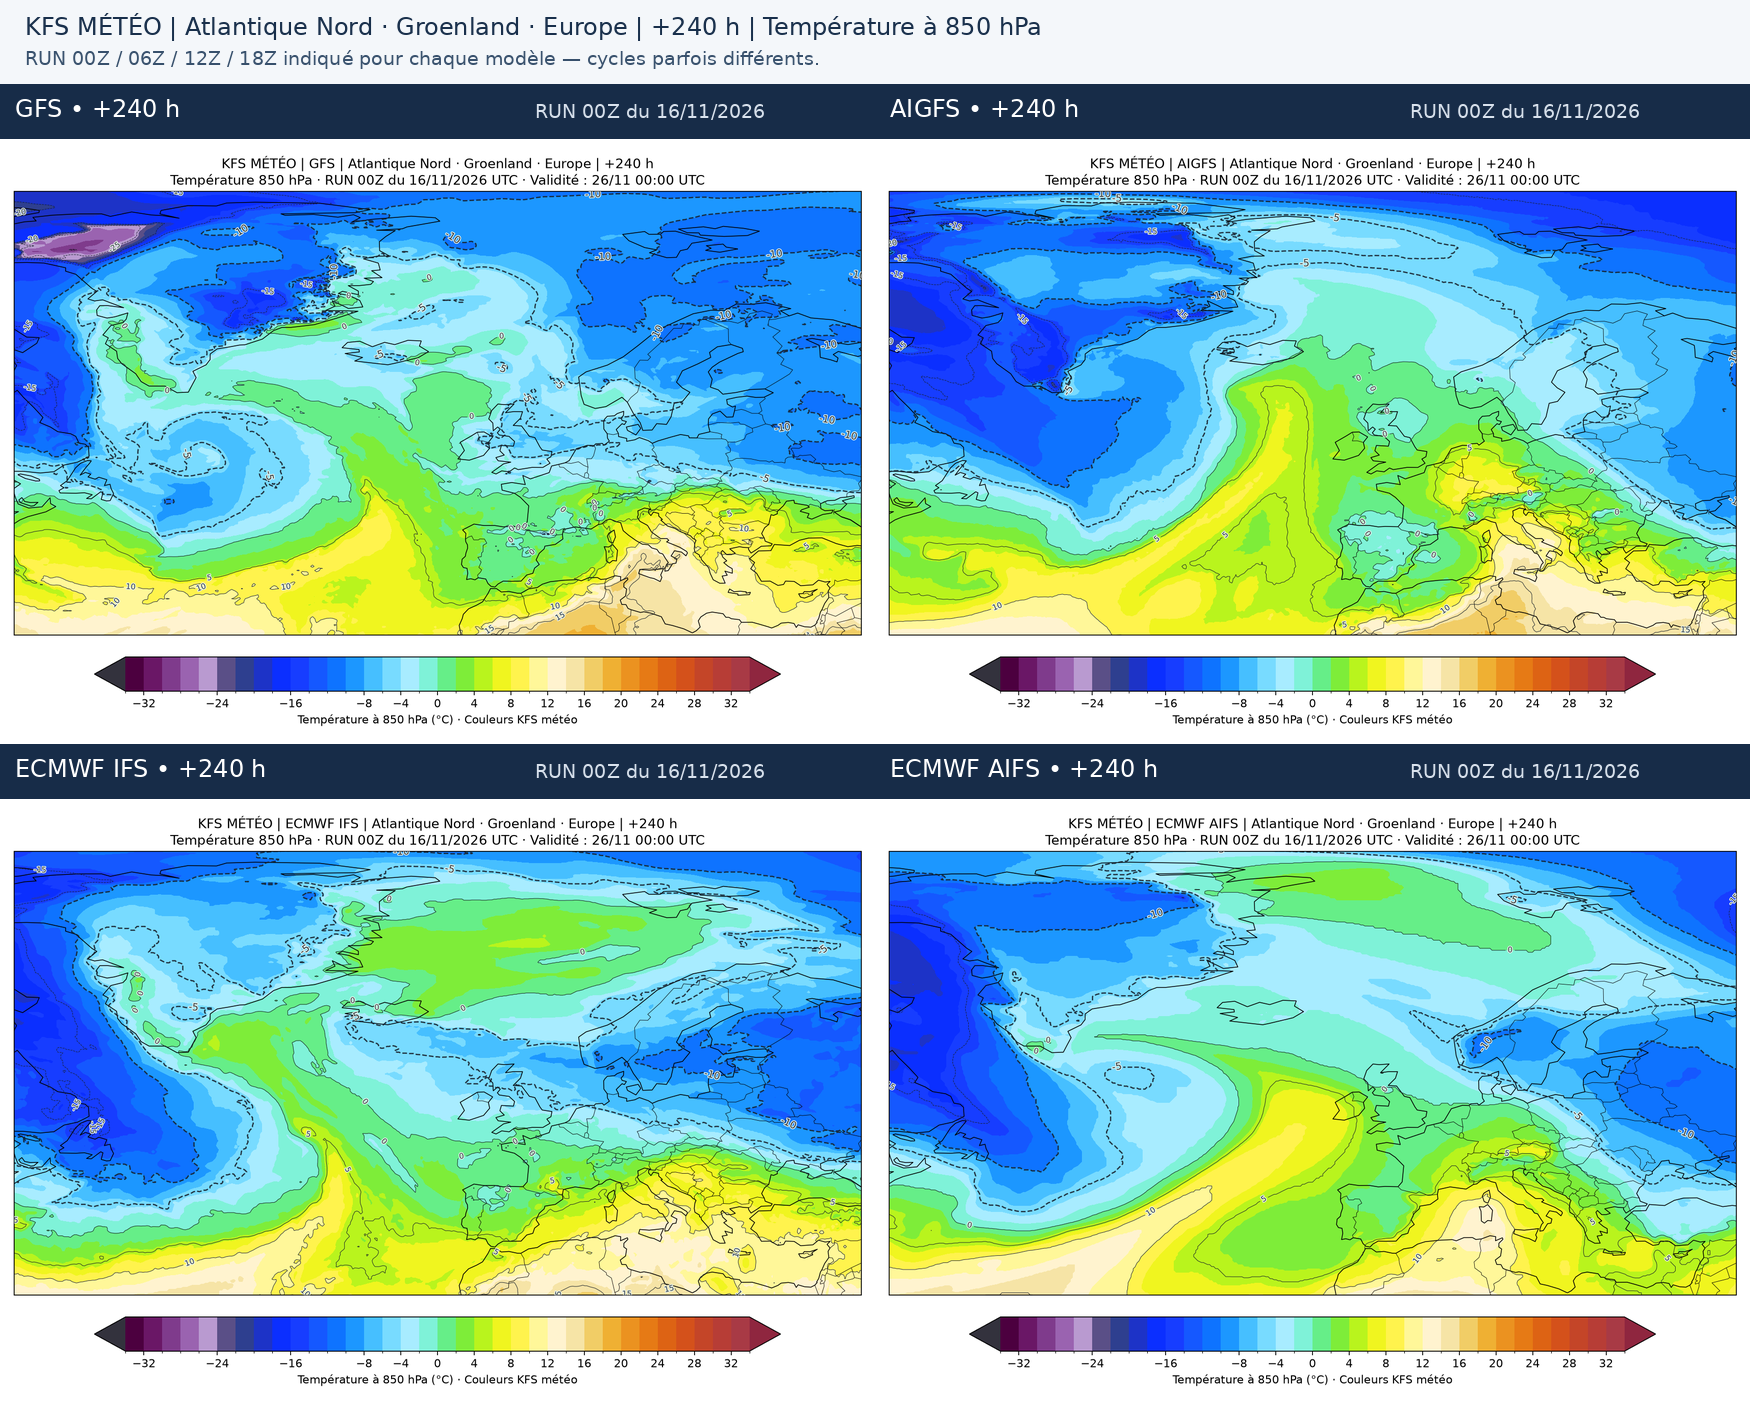 KFS MÉTÉO | Atlantique Nord · Groenland · Europe | +240 h | Température à 850 hPa
RUN 00Z / 06Z / 12Z / 18Z indiqué pour chaque modèle — cycles parfois différents.
GFS • +240 h
RUN 00Z du 16/11/2026
AIGFS • +240 h
RUN 00Z du 16/11/2026
KFS MÉTÉO | GFS | Atlantique Nord · Groenland · Europe | +240 h
Température 850 hPa · RUN 00Z du 16/11/2026 UTC · Validité : 26/11 00:00 UTC
KFS MÉTÉO | AIGFS | Atlantique Nord · Groenland · Europe | +240 h
Température 850 hPa · RUN 00Z du 16/11/2026 UTC · Validité : 26/11 00:00 UTC
−32 −24 −16 −8 −4 0 4 8 12 16 20 24 28 32
Température à 850 hPa (°C) · Couleurs KFS météo
−32 −24 −16 −8 −4 0 4 8 12 16 20 24 28 32
Température à 850 hPa (°C) · Couleurs KFS météo
ECMWF IFS • +240 h
RUN 00Z du 16/11/2026
ECMWF AIFS • +240 h
RUN 00Z du 16/11/2026
KFS MÉTÉO | ECMWF IFS | Atlantique Nord · Groenland · Europe | +240 h
Température 850 hPa · RUN 00Z du 16/11/2026 UTC · Validité : 26/11 00:00 UTC
KFS MÉTÉO | ECMWF AIFS | Atlantique Nord · Groenland · Europe | +240 h
Température 850 hPa · RUN 00Z du 16/11/2026 UTC · Validité : 26/11 00:00 UTC
−32 −24 −16 −8 −4 0 4 8 12 16 20 24 28 32
Température à 850 hPa (°C) · Couleurs KFS météo
−32 −24 −16 −8 −4 0 4 8 12 16 20 24 28 32
Température à 850 hPa (°C) · Couleurs KFS météo